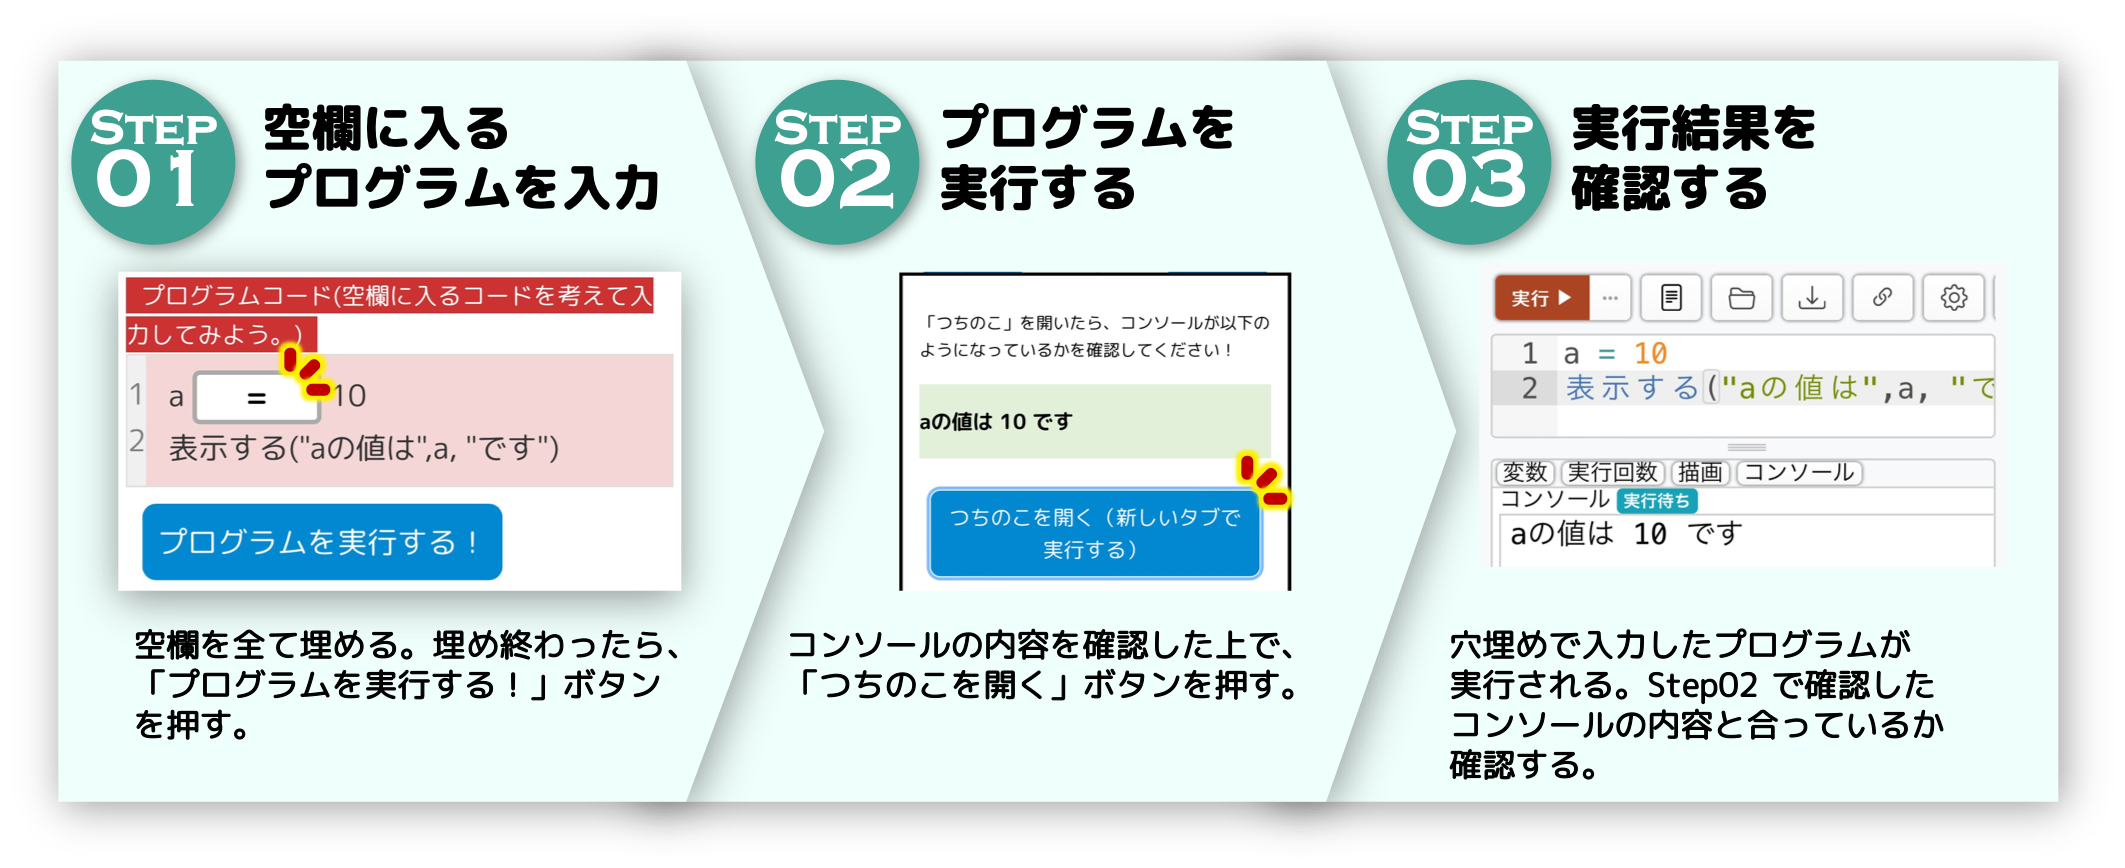 STEP
01
空欄に入る
プログラムを入力
プログラムコード(空欄に入るコードを考えて入
力してみよう。)
1 a = 10
2 表示する("aの値は",a, "です")
プログラムを実行する！
空欄を全て埋める。埋め終わったら、
「プログラムを実行する！」ボタン
を押す。
STEP
02
プログラムを
実行する
「つちのこ」を開いたら、コンソールが以下の
ようになっているかを確認してください！
aの値は 10 です
つちのこを開く（新しいタブで
実行する）
コンソールの内容を確認した上で、
「つちのこを開く」ボタンを押す。
STEP
03
実行結果を
確認する
実行 ▶ ...
1 a = 10
2 表示する("aの値は",a, "で
変数 実行回数 描画 コンソール
コンソール 実行待ち
aの値は 10 です
穴埋めで入力したプログラムが
実行される。Step02 で確認した
コンソールの内容と合っているか
確認する。